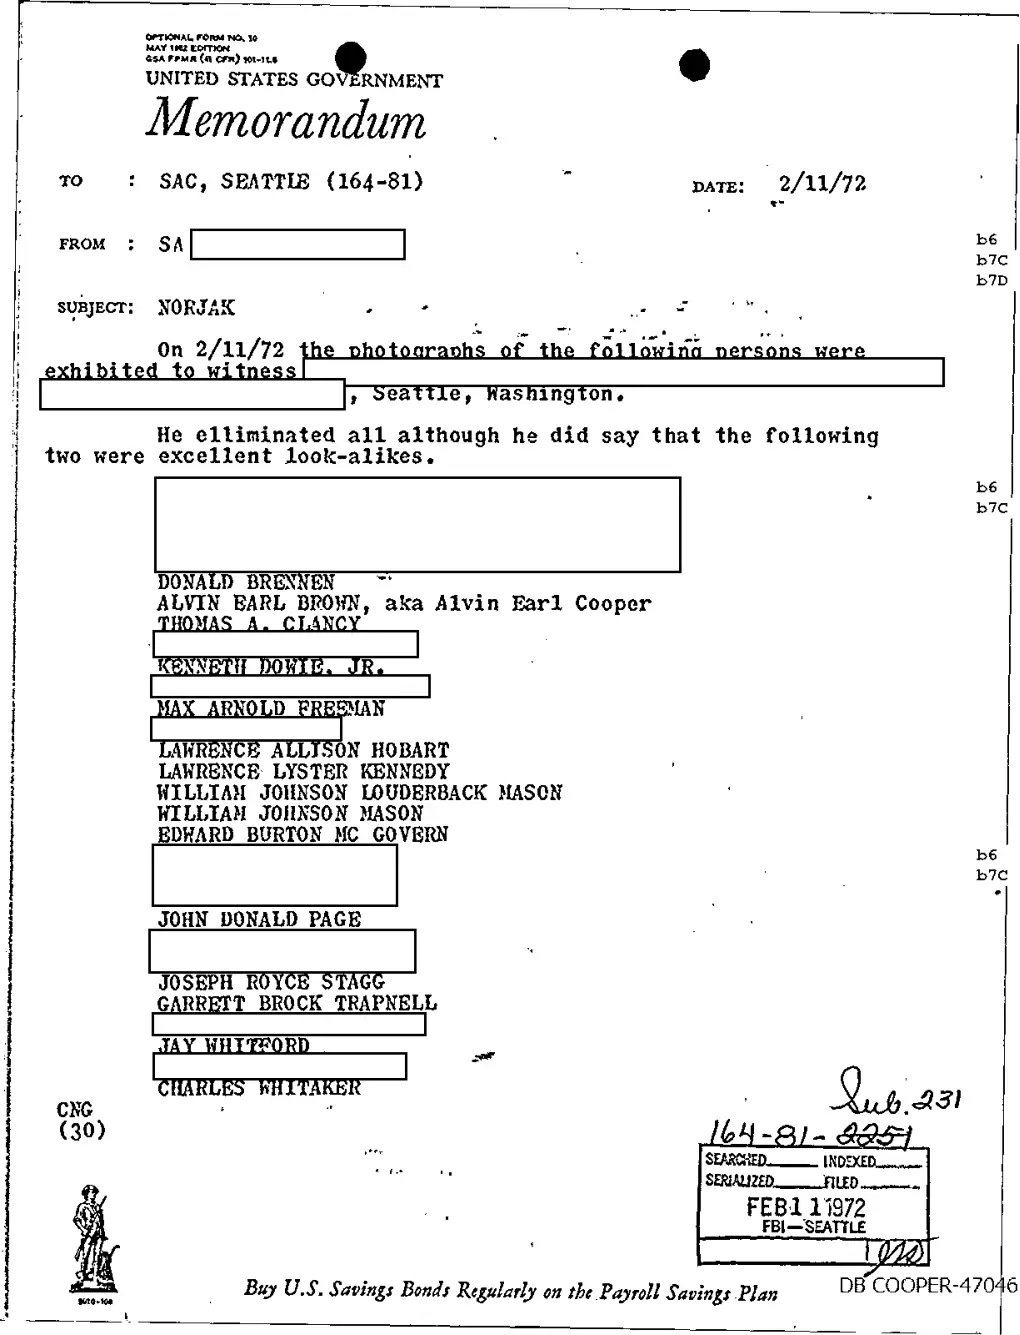 OPTIONAL FORM NO. 10
MAY 1962 EDITION
GSA FPMR (41 CFR) 101-11.6
UNITED STATES GOVERNMENT
Memorandum
TO : SAC, SEATTLE (164-81) DATE: 2/11/72
FROM : SA
b6
b7C
b7D
SUBJECT: NORJAK
On 2/11/72 the photographs of the following persons were
exhibited to witness
, Seattle, Washington.
He elliminated all although he did say that the following
two were excellent look-alikes.
b6
b7C
DONALD BRENNEN
ALVIN EARL BROWN, aka Alvin Earl Cooper
THOMAS A. CLANCY
KENNETH DOWIE, JR.
MAX ARNOLD FREEMAN
LAWRENCE ALLISON HOBART
LAWRENCE LYSTER KENNEDY
WILLIAM JOHNSON LOUDERBACK MASON
WILLIAM JOHNSON MASON
EDWARD BURTON MC GOVERN
b6
b7C
JOHN DONALD PAGE
JOSEPH ROYCE STAGG
GARRETT BROCK TRAPNELL
JAY WHITFORD
CHARLES WHITAKER
CNG
(30)
Sub. 231
164-81-2251
SEARCHED INDEXED
SERIALIZED FILED
FEB 11 1972
FBI—SEATTLE
Buy U.S. Savings Bonds Regularly on the Payroll Savings Plan
DB COOPER-47046